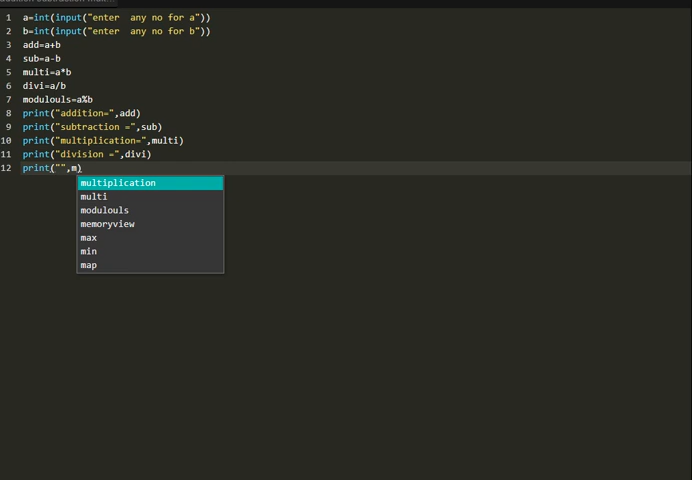 1 a=int(input("enter  any no for a"))
2 b=int(input("enter  any no for b"))
3 add=a+b
4 sub=a-b
5 multi=a*b
6 divi=a/b
7 modulouls=a%b
8 print("addition=",add)
9 print("subtraction =",sub)
10 print("multiplication=",multi)
11 print("division =",divi)
12 print("",m)
multiplication
multi
modulouls
memoryview
max
min
map